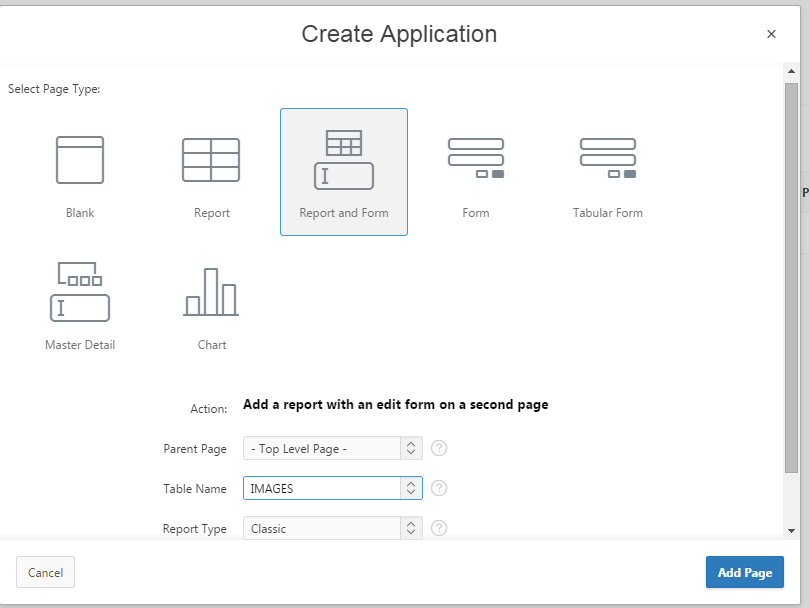 Create Application
×
Select Page Type:
Blank
Report
Report and Form
Form
Tabular Form
Master Detail
Chart
Action: Add a report with an edit form on a second page
Parent Page - Top Level Page - ?
Table Name IMAGES ?
Report Type Classic ?
Cancel
Add Page
P